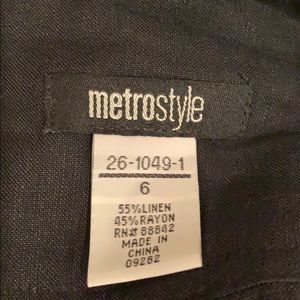 metrostyle
26-1049-1
6
55%LINEN
45%RAYON
RN# 88842
MADE IN
CHINA
09282